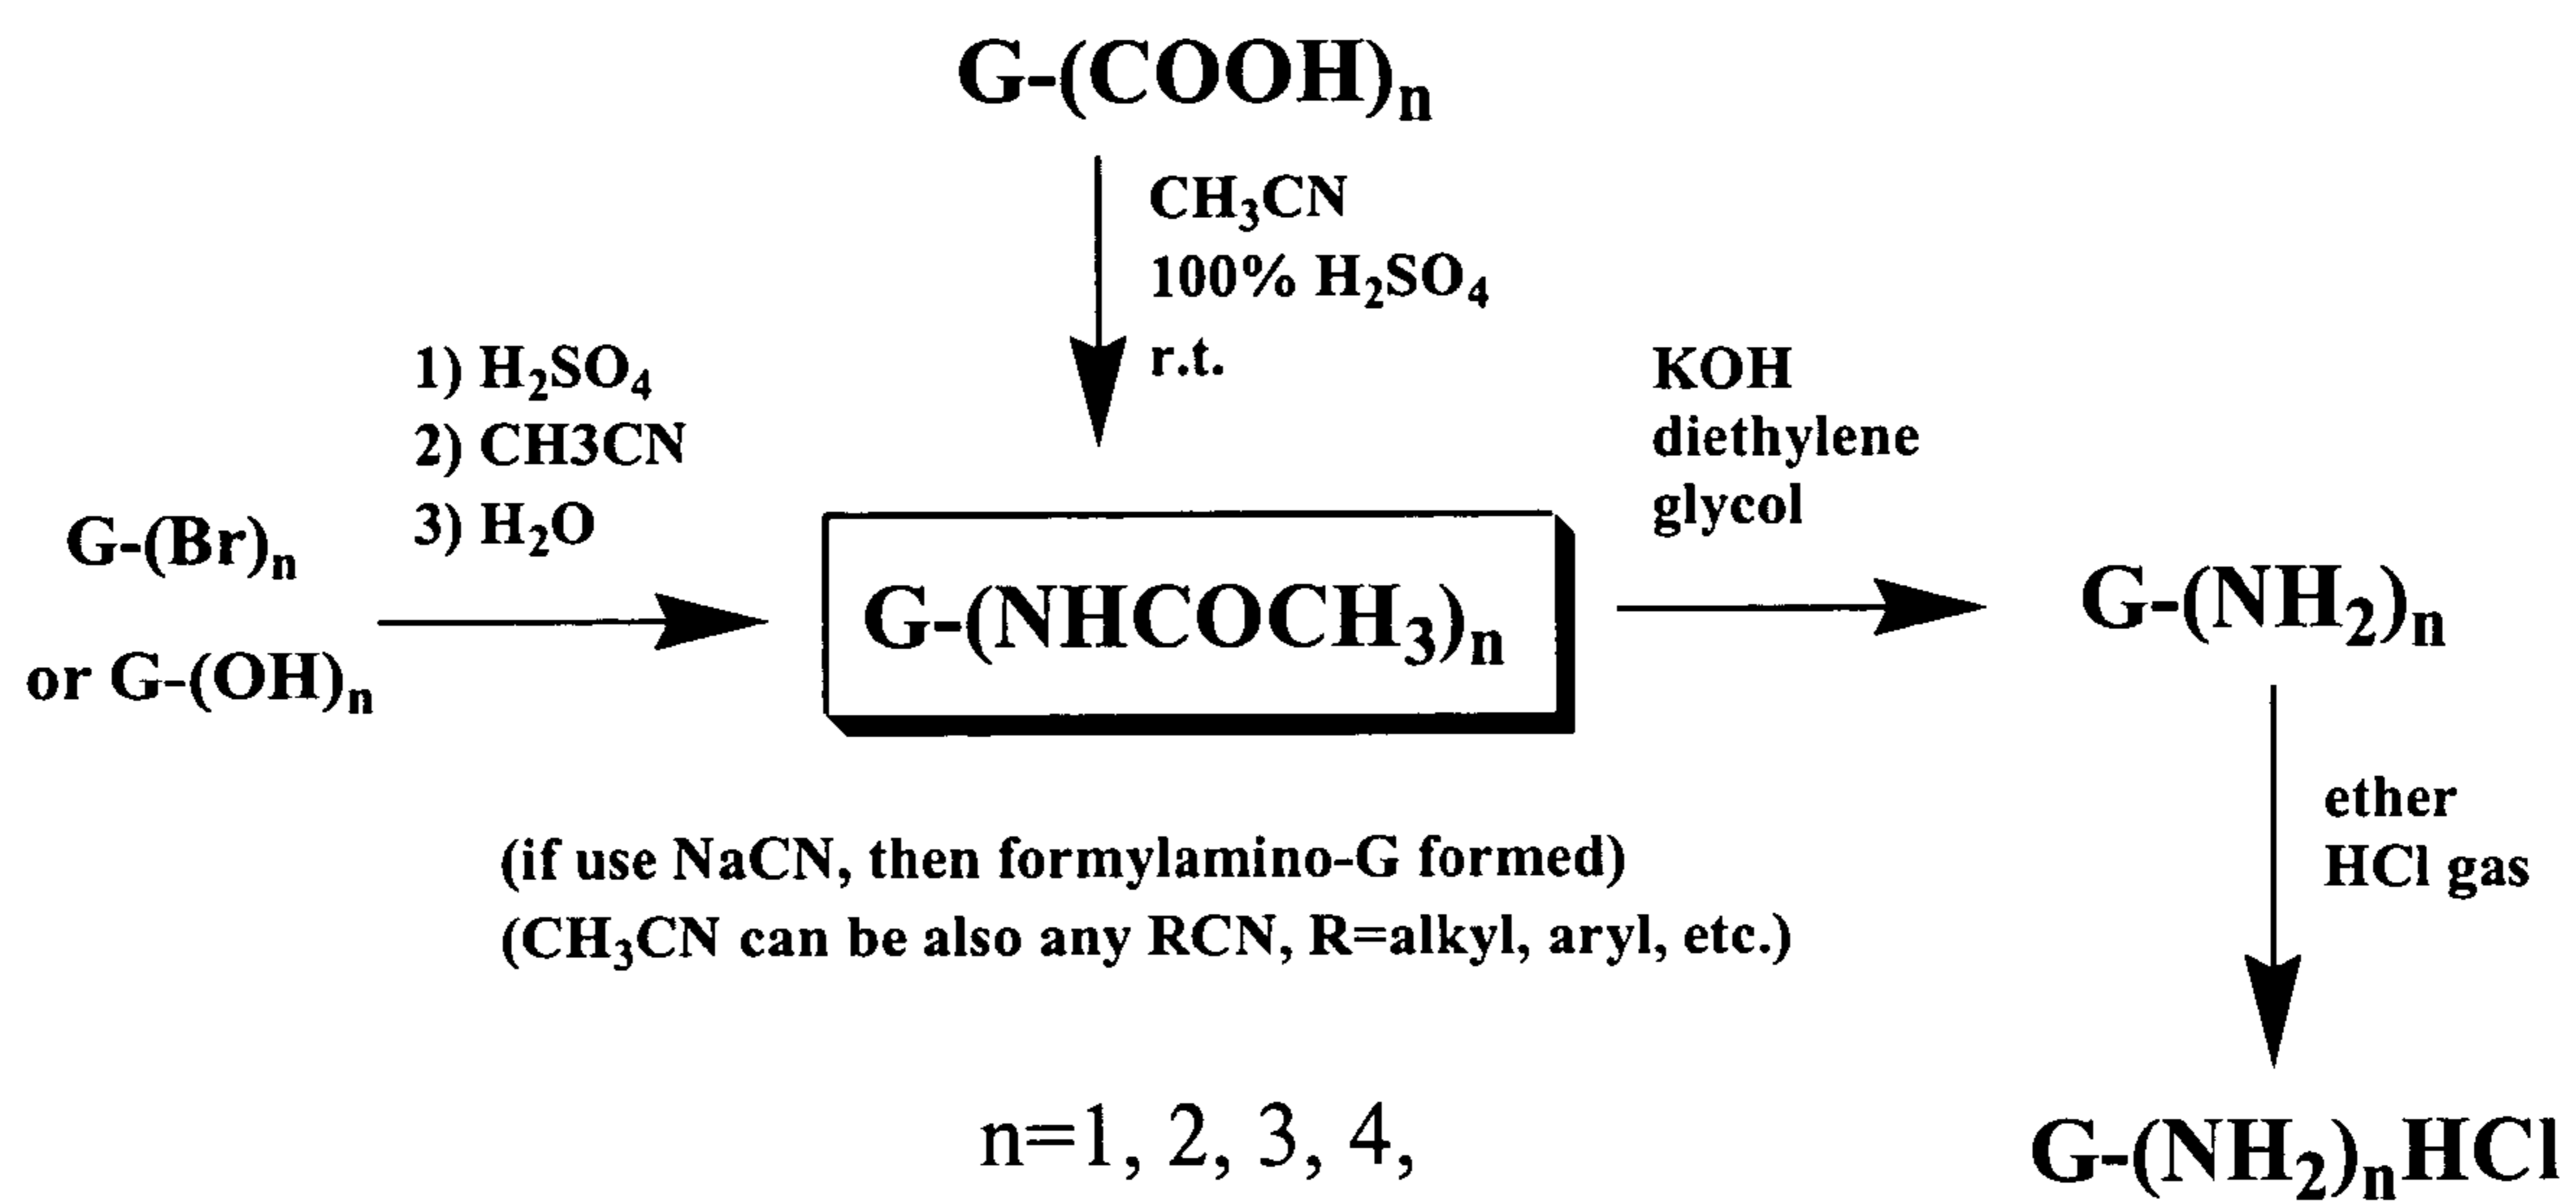 G-(COOH)n
CH3CN
100% H2SO4
r.t.
1) H2SO4
2) CH3CN
3) H2O
G-(Br)n
or G-(OH)n
G-(NHCOCH3)n
KOH
diethylene
glycol
G-(NH2)n
(if use NaCN, then formylamino-G formed)
(CH3CN can be also any RCN, R=alkyl, aryl, etc.)
ether
HCl gas
n=1, 2, 3, 4,
G-(NH2)nHCl